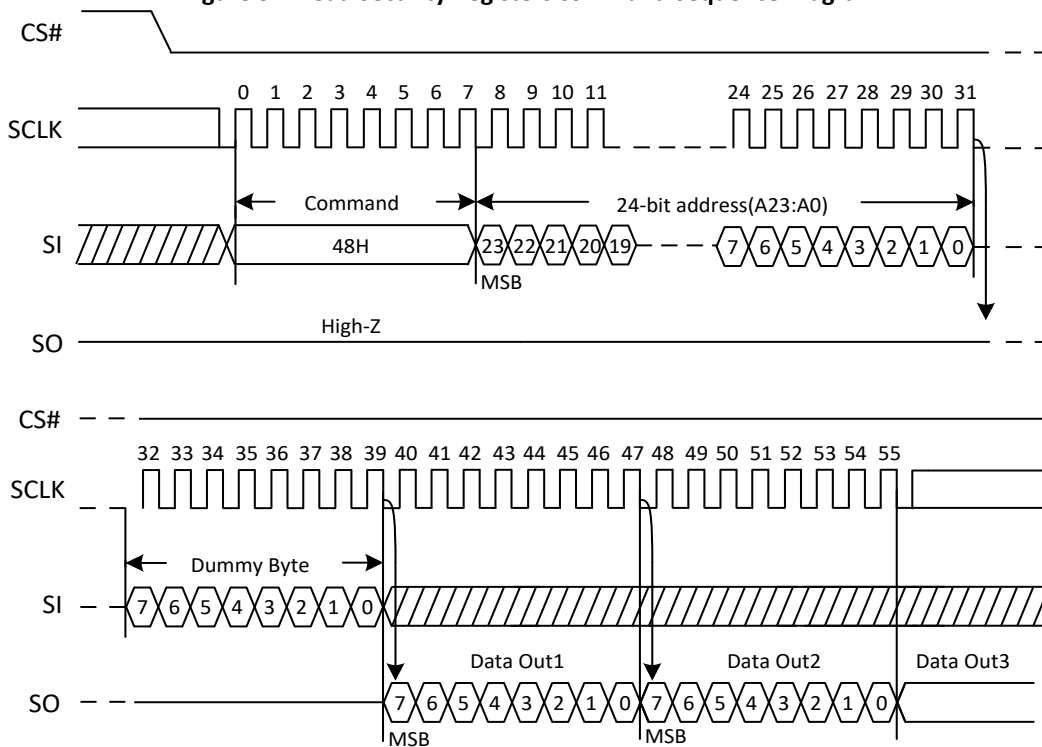 CS#
0 1 2 3 4 5 6 7 8 9 10 11 24 25 26 27 28 29 30 31
SCLK
Command 24-bit address(A23:A0)
SI 48H 23 22 21 20 19 7 6 5 4 3 2 1 0
MSB
High-Z
SO
CS#
32 33 34 35 36 37 38 39 40 41 42 43 44 45 46 47 48 49 50 51 52 53 54 55
SCLK
Dummy Byte
SI 7 6 5 4 3 2 1 0
Data Out1 Data Out2 Data Out3
SO 7 6 5 4 3 2 1 0 7 6 5 4 3 2 1 0
MSB MSB